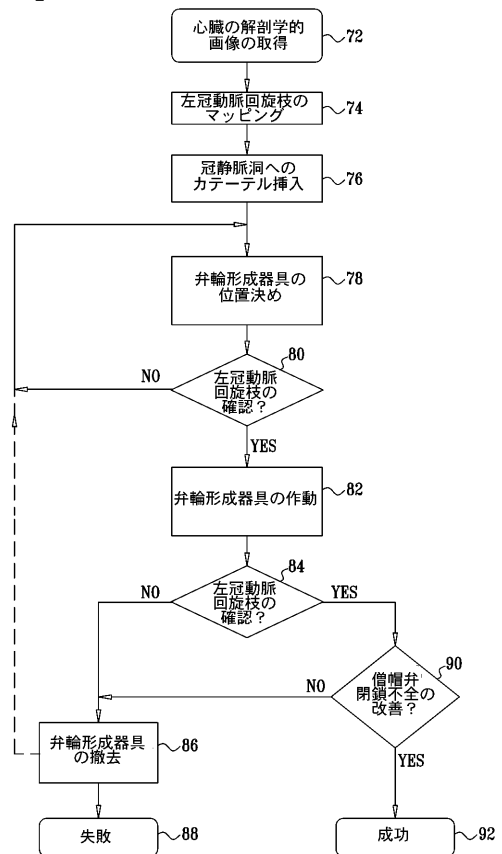 心臓の解剖学的
画像の取得
72
左冠動脈回旋枝の
マッピング
74
冠静脈洞への
カテーテル挿入
76
弁輪形成器具の
位置決め
78
80
NO
左冠動脈
回旋枝の
確認?
YES
弁輪形成器具の作動
82
84
NO
左冠動脈
回旋枝の
確認?
YES
90
NO
僧帽弁
閉鎖不全の
改善?
YES
弁輪形成器具
の撤去
86
失敗
88
成功
92